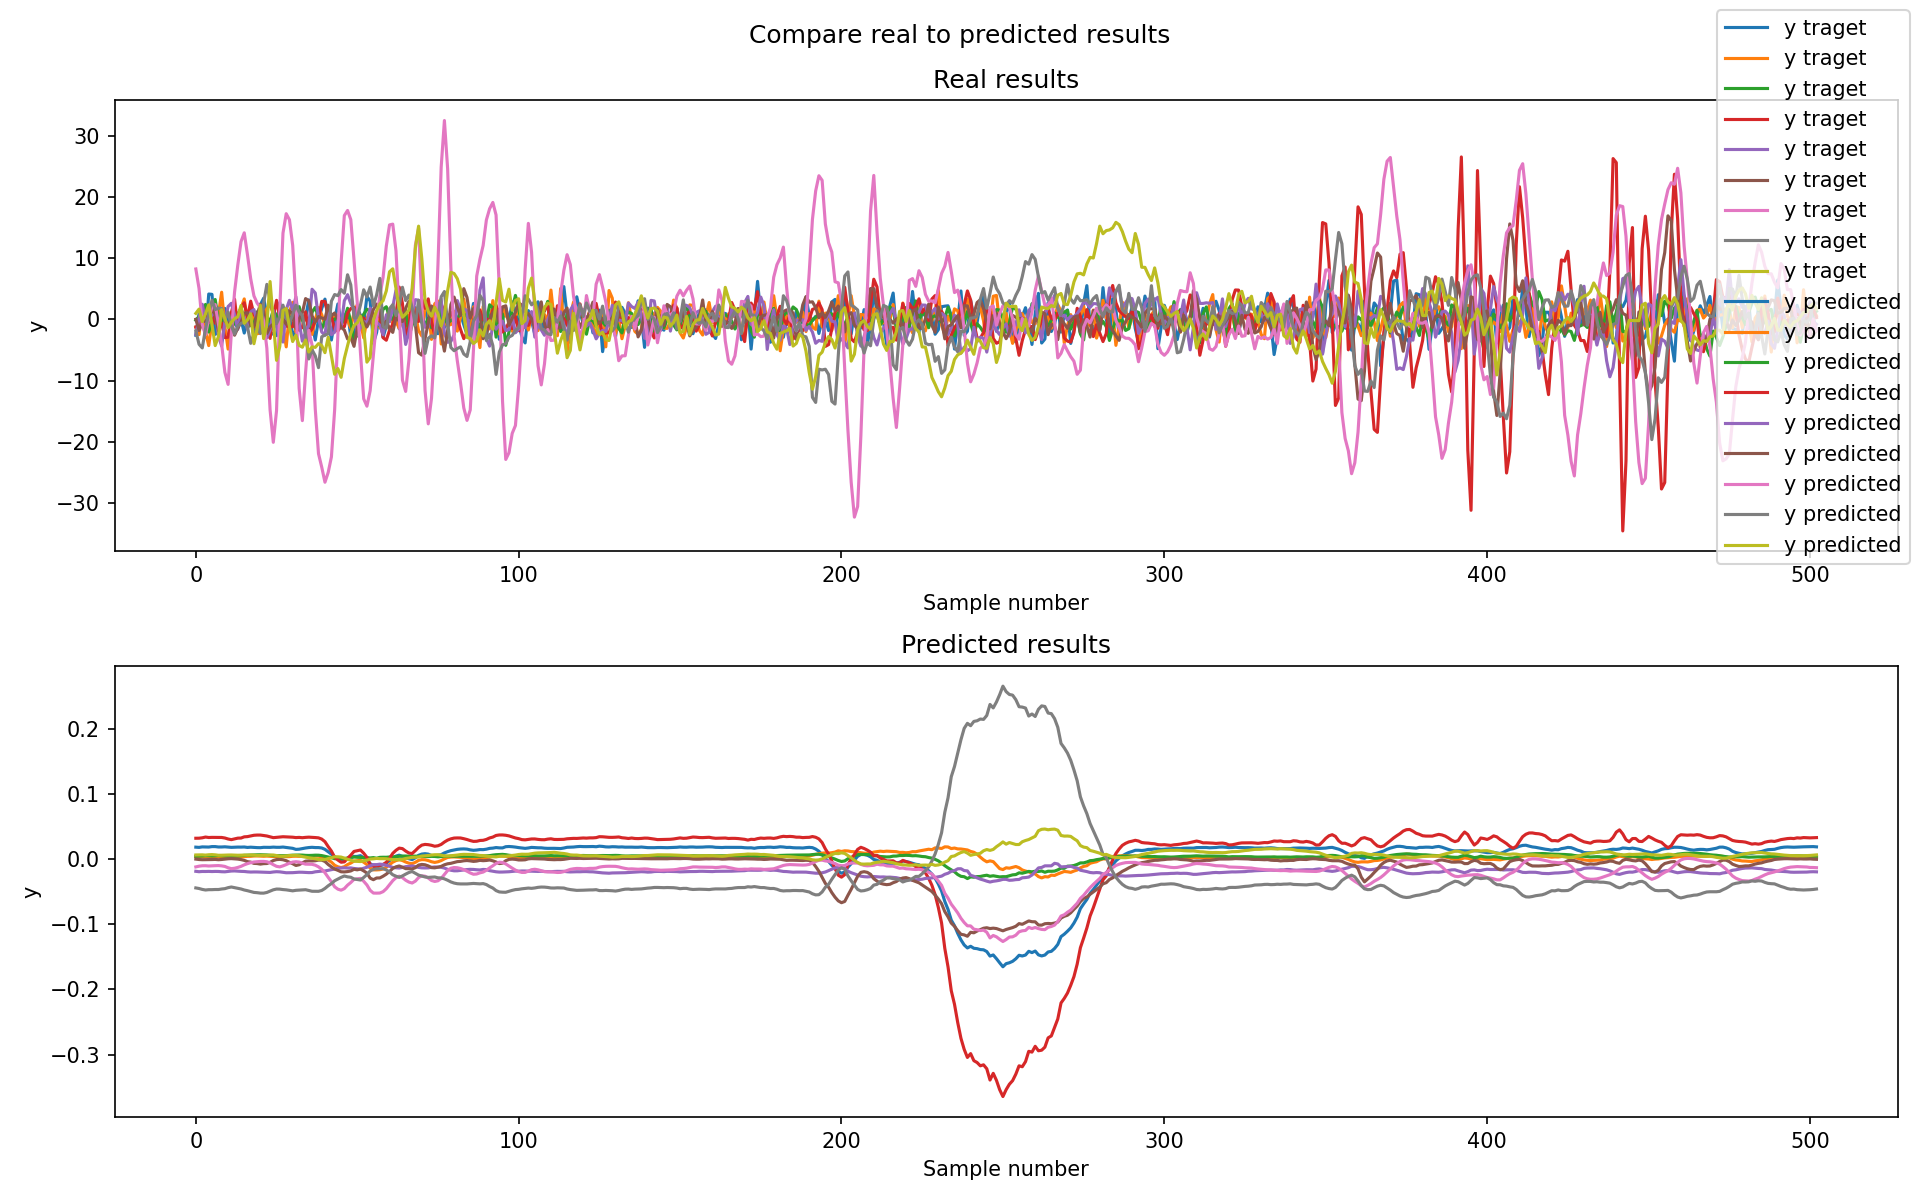 Compare real to predicted results
Real results
y traget
y traget
y traget
y traget
y traget
y traget
y traget
y traget
y traget
y predicted
y predicted
y predicted
y predicted
y predicted
y predicted
y predicted
y predicted
y predicted
30
20
10
0
−10
−20
−30
y
0
100
200
300
400
500
Sample number
Predicted results
0.2
0.1
0.0
−0.1
−0.2
−0.3
y
0
100
200
300
400
500
Sample number